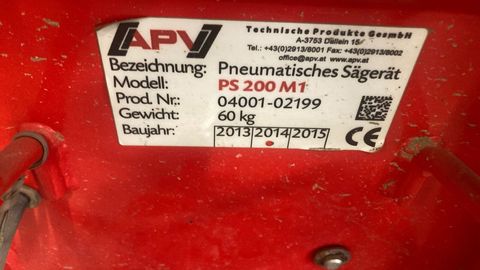 APV
Technische Produkte GesmbH
A-3753 Dallein 15
Tel.: +43(0)2913/8001 Fax: +43(0)2913/8002
office@apv.at www.apv.at
Bezeichnung: Pneumatisches Sägerät
Modell: PS 200 M1
Prod. Nr.: 04001-02199
Gewicht: 60 kg
Baujahr: 2013 2014 2015
CE